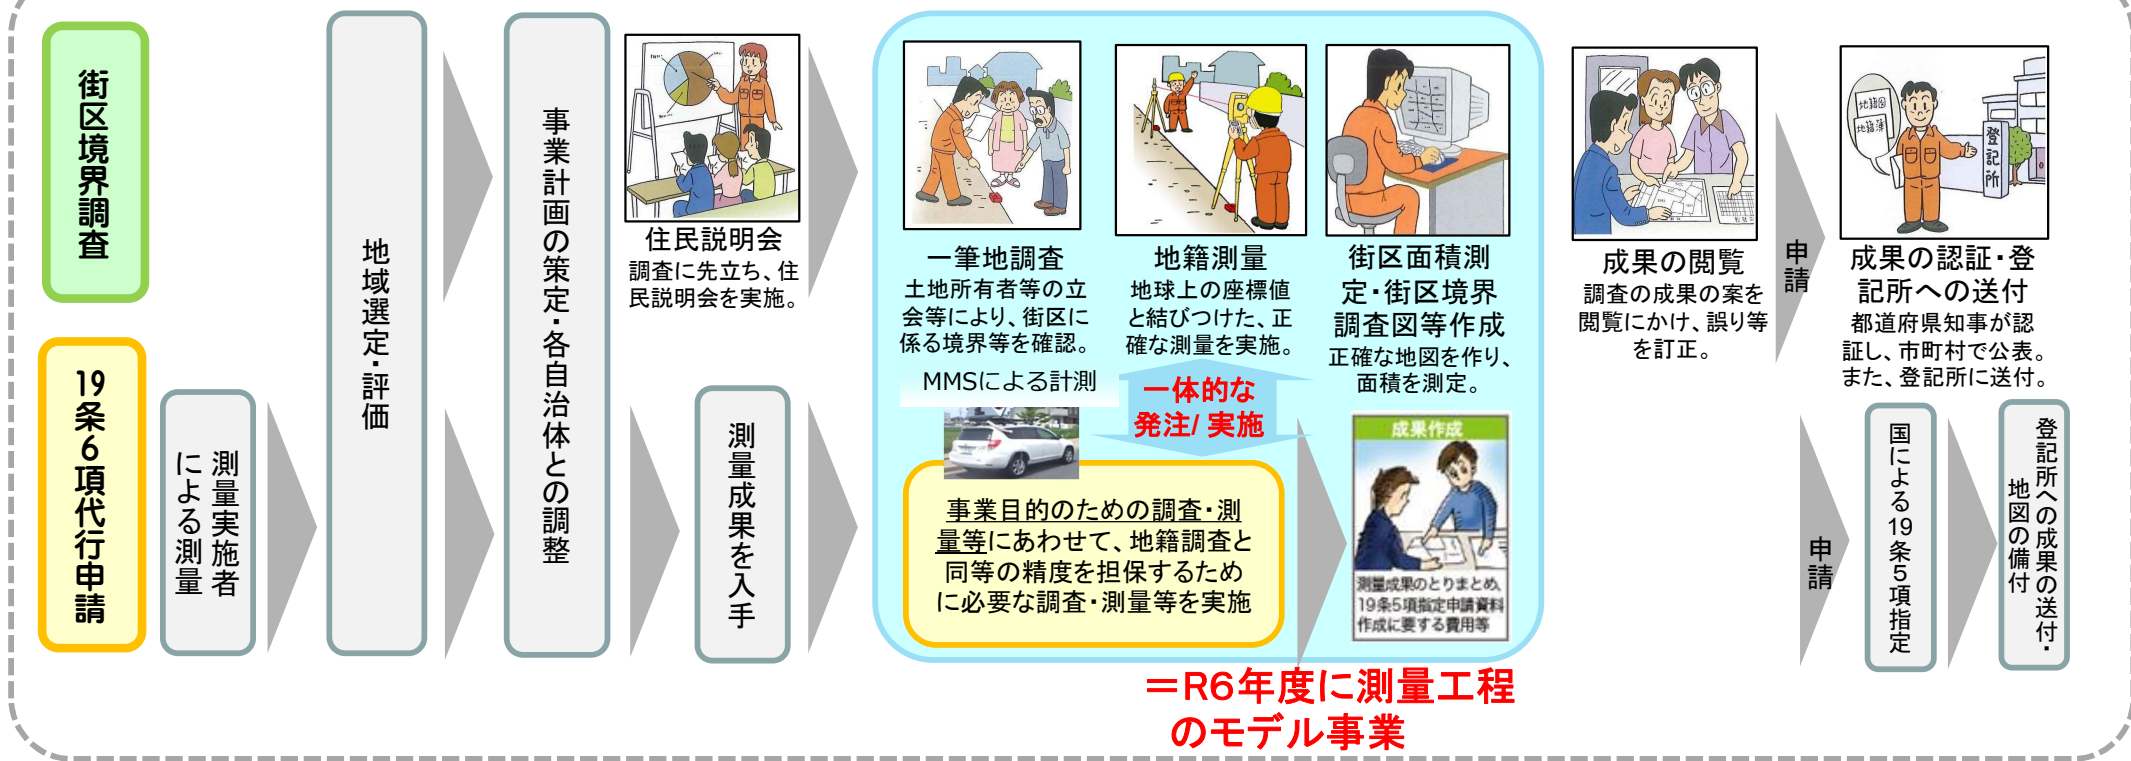 街区境界調査
19条6項代行申請
測量実施者
による測量
地域選定・評価
事業計画の策定・各自治体との調整
住民説明会
調査に先立ち、住
民説明会を実施。
測量成果を入手
一筆地調査
土地所有者等の立
会等により、街区に
係る境界等を確認。
地籍測量
地球上の座標値
と結びつけた、正
確な測量を実施。
街区面積測
定・街区境界
調査図等作成
正確な地図を作り、
面積を測定。
MMSによる計測
一体的な
発注/ 実施
事業目的のための調査・測
量等にあわせて、地籍調査と
同等の精度を担保するため
に必要な調査・測量等を実施
成果作成
測量成果のとりまとめ、
19条5項指定申請資料
作成に要する費用等
＝R6年度に測量工程
のモデル事業
成果の閲覧
調査の成果の案を
閲覧にかけ、誤り等
を訂正。
申請
地籍図
地籍簿
登記所
成果の認証・登
記所への送付
都道府県知事が認
証し、市町村で公表。
また、登記所に送付。
申請
国による19条5項指定
登記所への成果の送付・
地図の備付